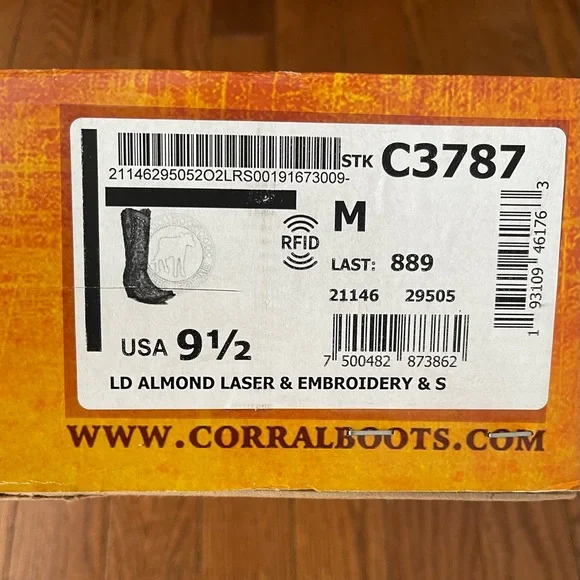 STK C3787
21146295052O2LRS00191673009-
RFID
M
LAST: 889
21146 29505
USA 9½
7 500482 873862
1 93109 46176 3
LD ALMOND LASER & EMBROIDERY & S
WWW.CORRALBOOTS.COM